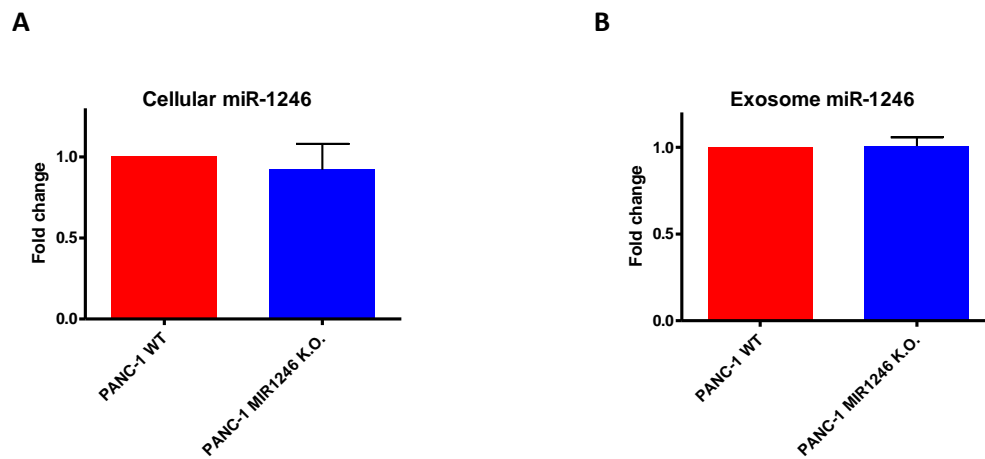 A
B
Cellular miR-1246
Exosome miR-1246
Fold change
1.0
0.5
0.0
PANC-1 WT
PANC-1 MIR1246 K.O.
Fold change
1.0
0.5
0.0
PANC-1 WT
PANC-1 MIR1246 K.O.